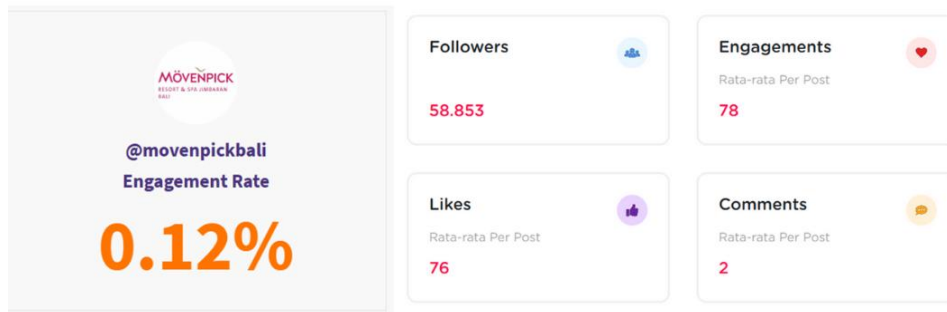 MÖVENPICK
RESORT & SPA JIMBARAN
BALI
@movenpickbali
Engagement Rate
0.12%
Followers
58.853
Engagements
Rata-rata Per Post
78
Likes
Rata-rata Per Post
76
Comments
Rata-rata Per Post
2